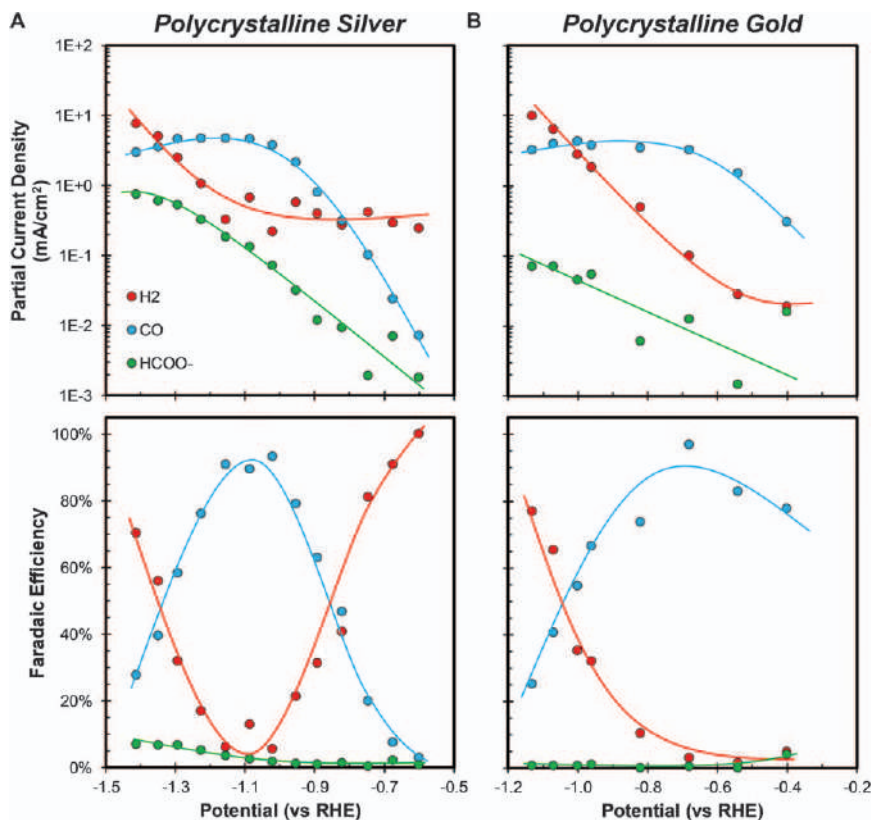 A Polycrystalline Silver
B Polycrystalline Gold
Partial Current Density
(mA/cm²)
1E+2
1E+1
1E+0
1E-1
1E-2
1E-3
H2
CO
HCOO-
Faradaic Efficiency
100%
80%
60%
40%
20%
0%
-1.5 -1.3 -1.1 -0.9 -0.7 -0.5
-1.2 -1.0 -0.8 -0.6 -0.4 -0.2
Potential (vs RHE)
Potential (vs RHE)